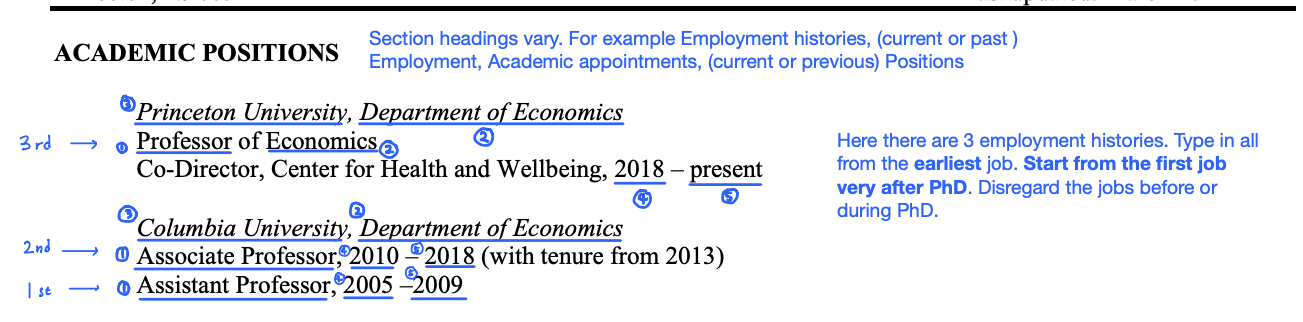 ACADEMIC POSITIONS
Section headings vary. For example Employment histories, (current or past )
Employment, Academic appointments, (current or previous) Positions
③ Princeton University, Department of Economics ②
3rd → ① Professor of Economics ②
Co-Director, Center for Health and Wellbeing, 2018 – present
④ ⑤
Here there are 3 employment histories. Type in all
from the earliest job. Start from the first job
very after PhD. Disregard the jobs before or
during PhD.
③ Columbia University, ② Department of Economics
2nd → ① Associate Professor, ④ 2010 – ⑤ 2018 (with tenure from 2013)
1st → ① Assistant Professor, ④ 2005 – ⑤ 2009